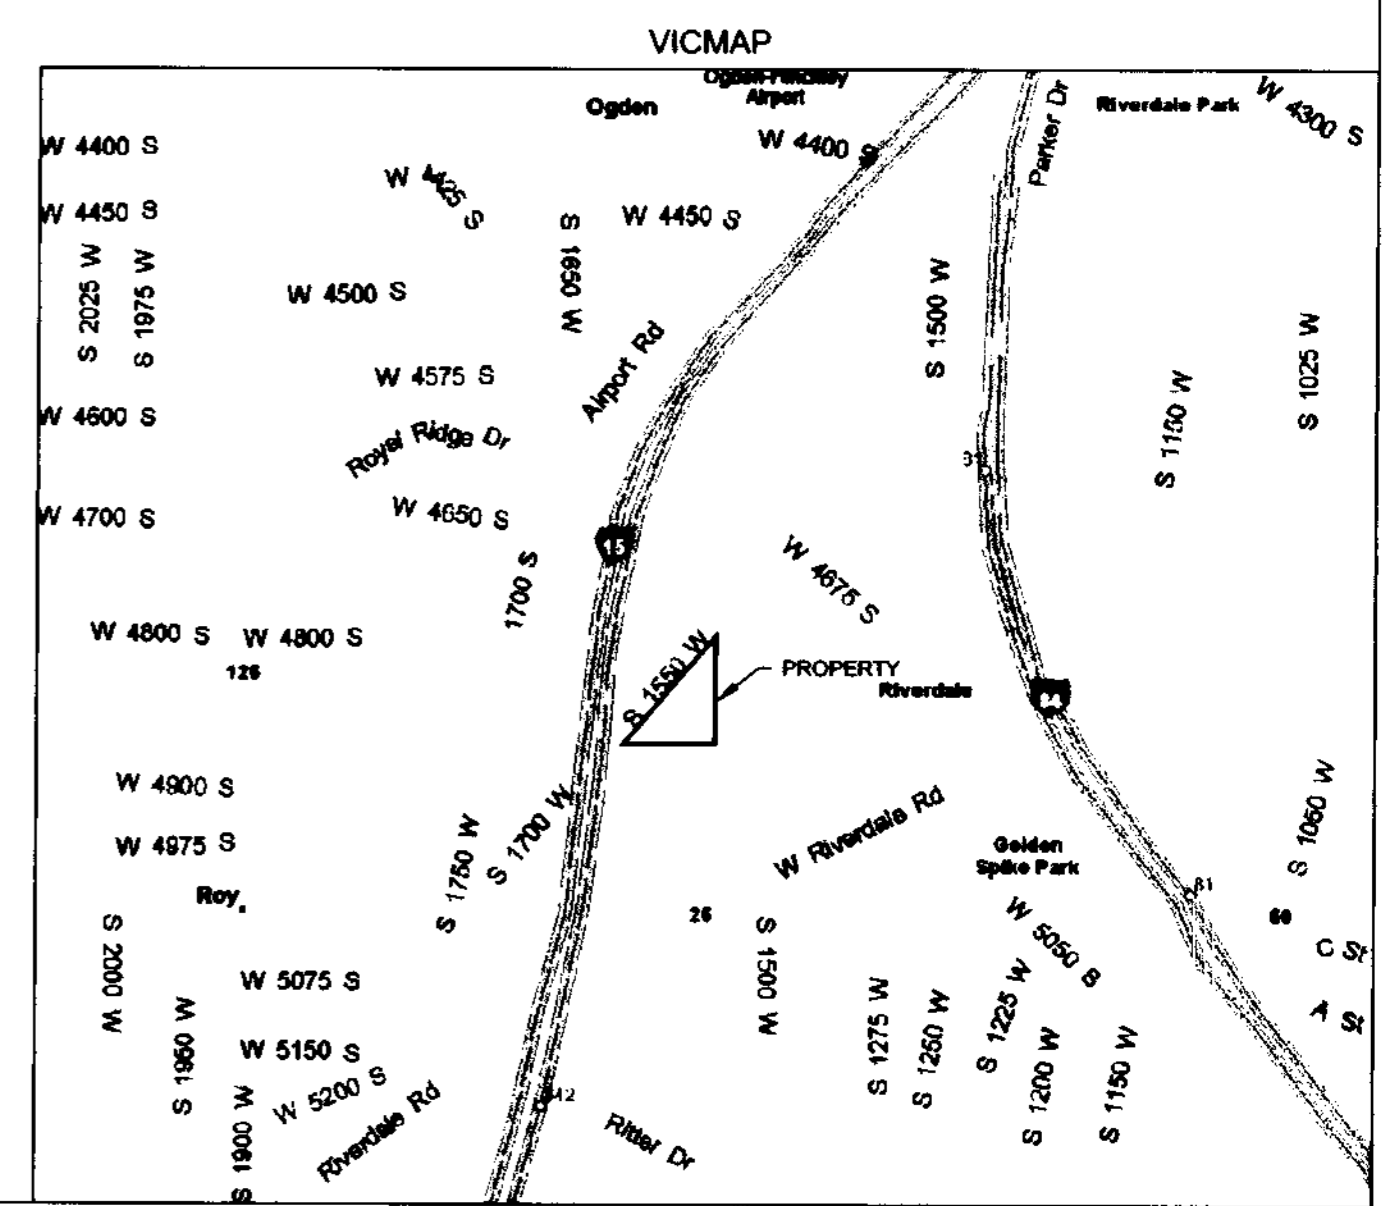 VICMAP
Airport
Ogden
Riverdale Park
W 4300 S
Parker Dr
W 4400 S
W 4400 S
W 4425 S
W 4450 S
W 4450 S
S 1650 W
S 2025 W
S 1975 W
W 4500 S
S 1500 W
Airport Rd
S 1025 W
W 4575 S
S 1150 W
W 4600 S
Royal Ridge Dr
W 4650 S
W 4700 S
15
1700 S
W 4675 S
W 4800 S
W 4800 S
126
S 1550 W
PROPERTY
Riverdale
84
W 4900 S
W 4975 S
S 1750 W
S 1700 W
W Riverdale Rd
Golden
Spike Park
S 1060 W
81
Roy
26
60
S 2000 W
S 1500 W
W 5050 S
C St
W 5075 S
S 1950 W
S 1275 W
S 1250 W
S 1225 W
A St
W 5150 S
S 1200 W
S 1150 W
W 5200 S
S 1900 W
Riverdale Rd
Ritter Dr